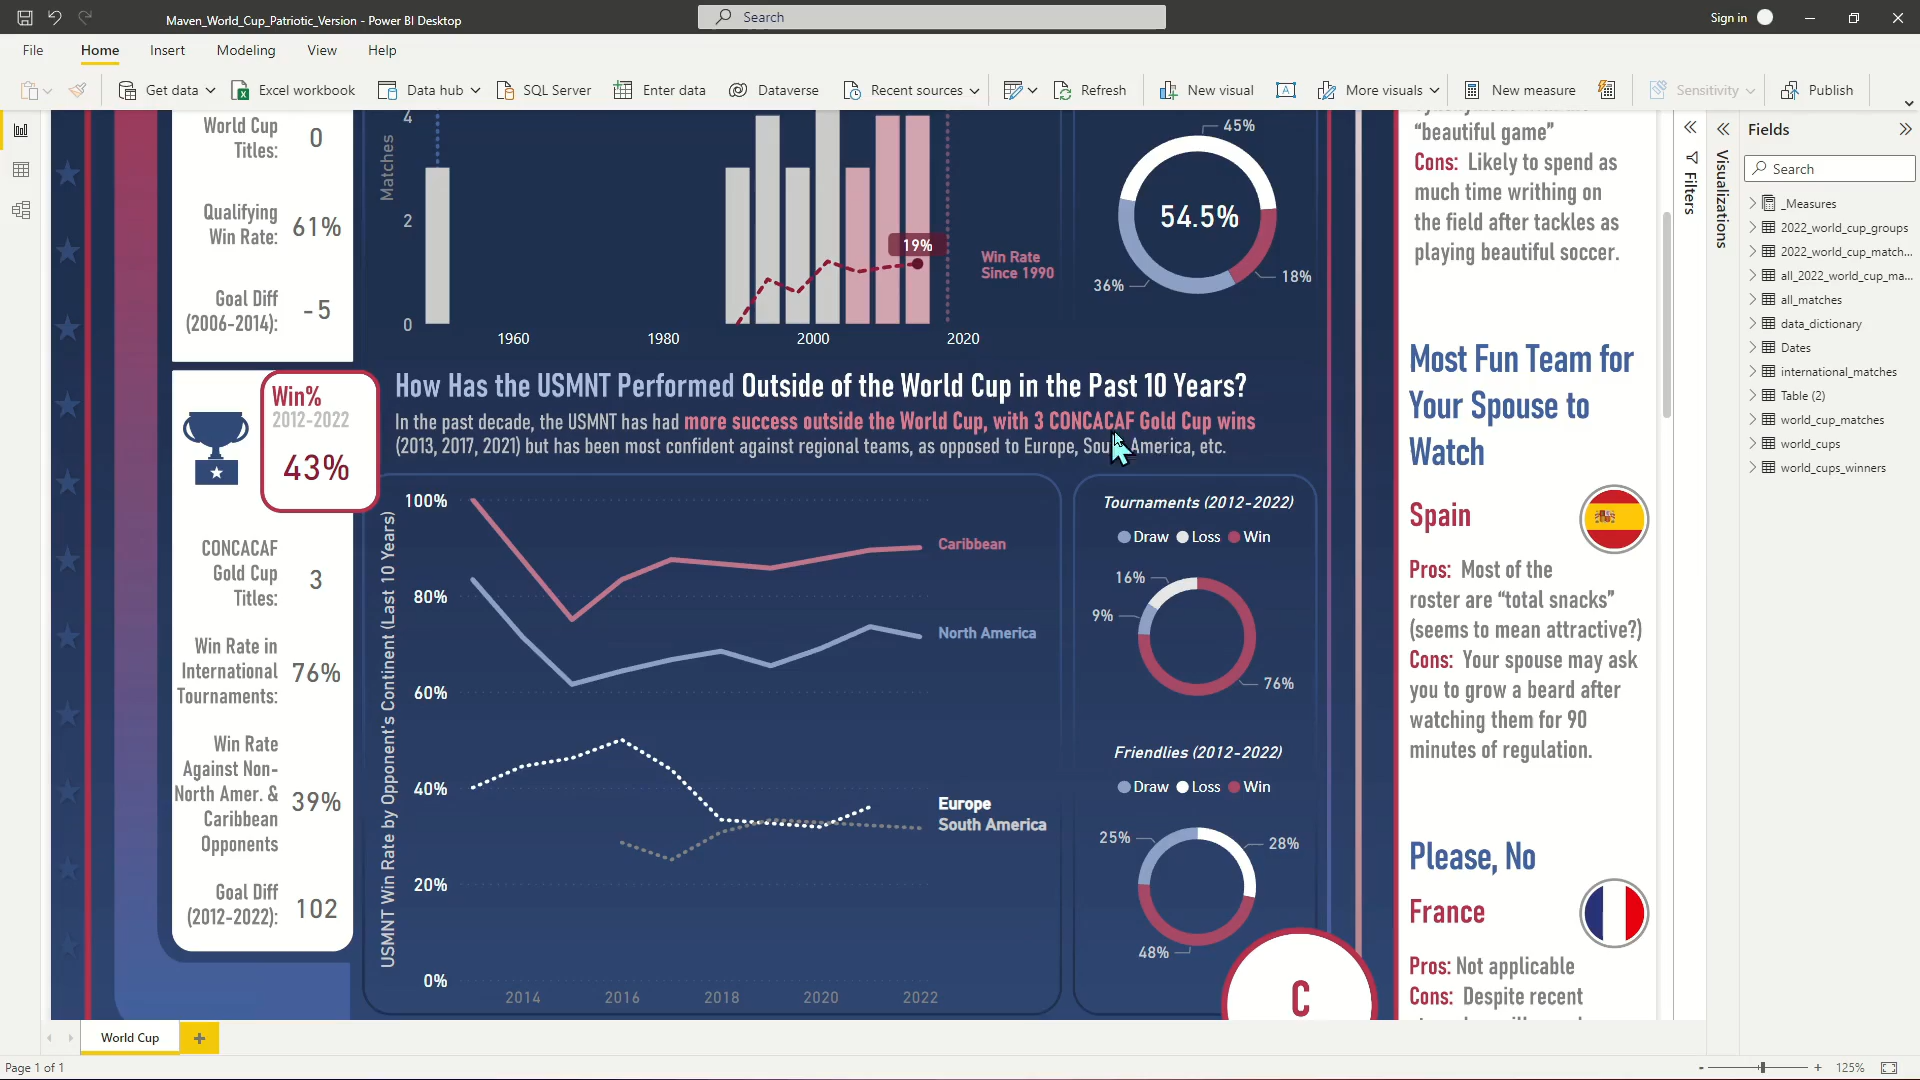 Maven_World_Cup_Patriotic_Version - Power BI Desktop
Search
Sign in
File
Home
Insert
Modeling
View
Help
Get data
Excel workbook
Data hub
SQL Server
Enter data
Dataverse
Recent sources
Refresh
New visual
More visuals
New measure
Sensitivity
Publish
World Cup
Titles:
0
Qualifying
Win Rate:
61%
Goal Diff
(2006-2014):
-5
Win%
2012-2022
43%
CONCACAF
Gold Cup
Titles:
3
Win Rate in
International
Tournaments:
76%
Win Rate
Against Non-
North Amer. &
Caribbean
Opponents
39%
Goal Diff
(2012-2022):
102
Matches
4
2
0
1960
1980
2000
2020
19%
Win Rate
Since 1990
45%
54.5%
36%
18%
How Has the USMNT Performed Outside of the World Cup in the Past 10 Years?
In the past decade, the USMNT has had more success outside the World Cup, with 3 CONCACAF Gold Cup wins
(2013, 2017, 2021) but has been most confident against regional teams, as opposed to Europe, South America, etc.
USMNT Win Rate by Opponent's Continent (Last 10 Years)
100%
80%
60%
40%
20%
0%
2014
2016
2018
2020
2022
Caribbean
North America
Europe
South America
Tournaments (2012-2022)
Draw Loss Win
16%
9%
76%
Friendlies (2012-2022)
Draw Loss Win
25%
28%
48%
C
"beautiful game"
Cons: Likely to spend as
much time writhing on
the field after tackles as
playing beautiful soccer.
Most Fun Team for
Your Spouse to
Watch
Spain
Pros: Most of the
roster are "total snacks"
(seems to mean attractive?)
Cons: Your spouse may ask
you to grow a beard after
watching them for 90
minutes of regulation.
Please, No
France
Pros: Not applicable
Cons: Despite recent
Filters
Visualizations
Fields
Search
_Measures
2022_world_cup_groups
2022_world_cup_match...
all_2022_world_cup_ma...
all_matches
data_dictionary
Dates
international_matches
Table (2)
world_cup_matches
world_cups
world_cups_winners
World Cup
Page 1 of 1
125%